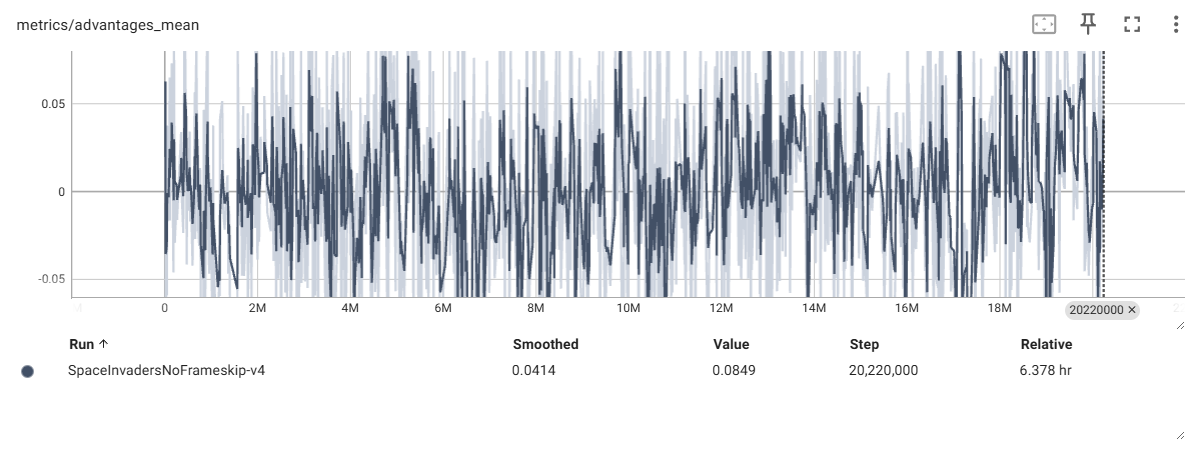 metrics/advantages_mean
0.05
0
-0.05
0 2M 4M 6M 8M 10M 12M 14M 16M 18M 20220000 ×
Run ↑ Smoothed Value Step Relative
SpaceInvadersNoFrameskip-v4 0.0414 0.0849 20,220,000 6.378 hr